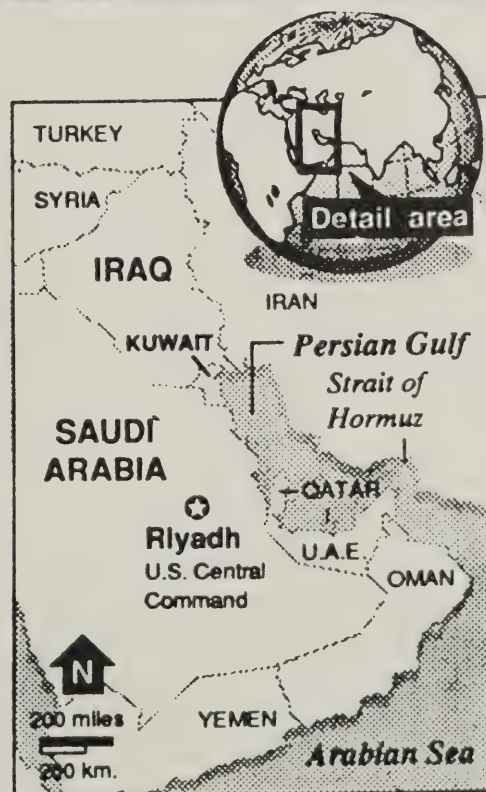 TURKEY
SYRIA
Detail area
IRAQ
IRAN
KUWAIT
Persian Gulf
Strait of
Hormuz
SAUDI
ARABIA
QATAR
Riyadh
U.S. Central
Command
U.A.E.
OMAN
N
200 miles
200 km.
YEMEN
Arabian Sea